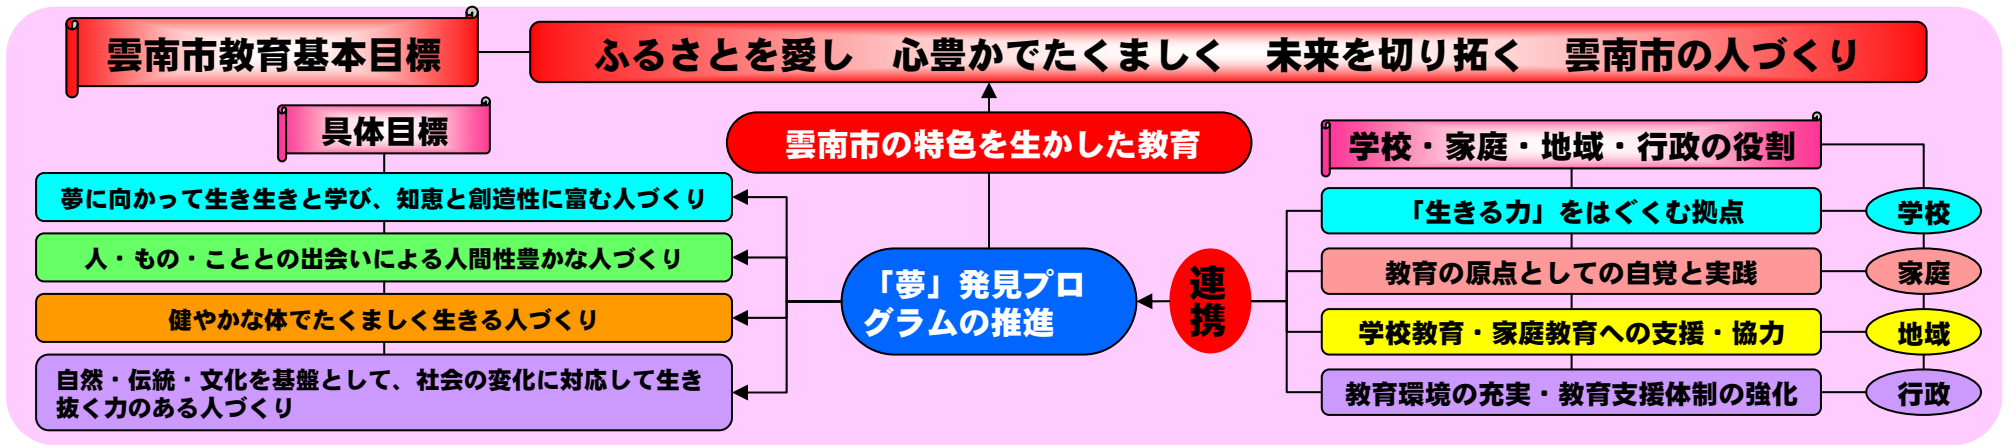 雲南市教育基本目標
ふるさとを愛し　心豊かでたくましく　未来を切り拓く　雲南市の人づくり
具体目標
夢に向かって生き生きと学び、知恵と創造性に富む人づくり
人・もの・こととの出会いによる人間性豊かな人づくり
健やかな体でたくましく生きる人づくり
自然・伝統・文化を基盤として、社会の変化に対応して生き
抜く力のある人づくり
雲南市の特色を生かした教育
「夢」発見プロ
グラムの推進
連
携
学校・家庭・地域・行政の役割
「生きる力」をはぐくむ拠点
学校
教育の原点としての自覚と実践
家庭
学校教育・家庭教育への支援・協力
地域
教育環境の充実・教育支援体制の強化
行政